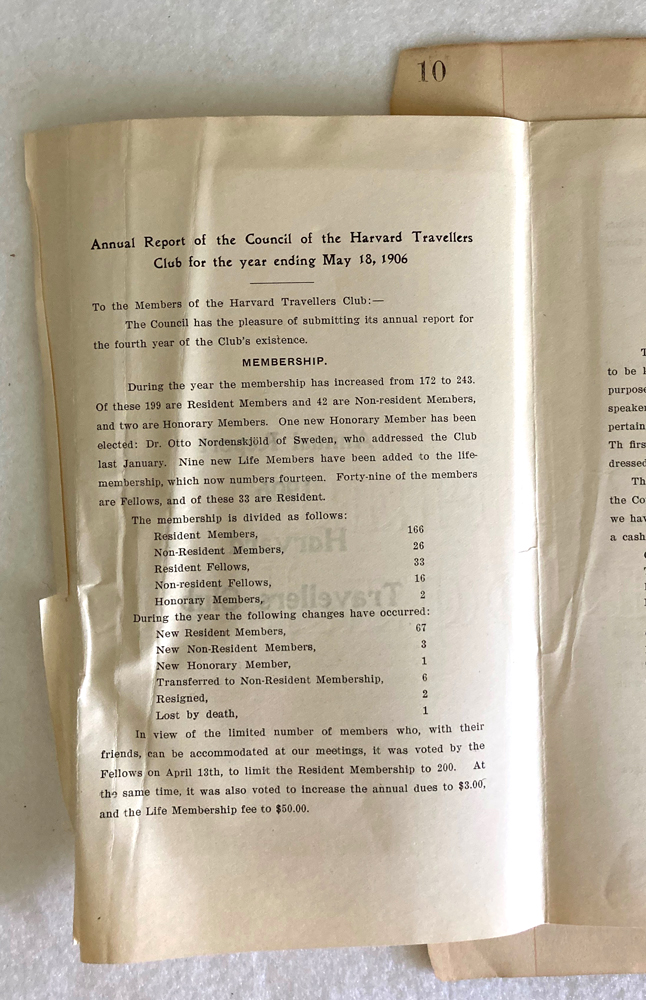 10
Annual Report of the Council of the Harvard Travellers
Club for the year ending May 18, 1906
To the Members of the Harvard Travellers Club:—
The Council has the pleasure of submitting its annual report for
the fourth year of the Club's existence.
MEMBERSHIP.
During the year the membership has increased from 172 to 243.
Of these 199 are Resident Members and 42 are Non-resident Members,
and two are Honorary Members. One new Honorary Member has been
elected: Dr. Otto Nordenskjöld of Sweden, who addressed the Club
last January. Nine new Life Members have been added to the life-
membership, which now numbers fourteen. Forty-nine of the members
are Fellows, and of these 33 are Resident.
The membership is divided as follows:
Resident Members, 166
Non-Resident Members, 26
Resident Fellows, 33
Non-resident Fellows, 16
Honorary Members, 2
During the year the following changes have occurred:
New Resident Members, 67
New Non-Resident Members, 3
New Honorary Member, 1
Transferred to Non-Resident Membership, 6
Resigned, 2
Lost by death, 1
In view of the limited number of members who, with their
friends, can be accommodated at our meetings, it was voted by the
Fellows on April 13th, to limit the Resident Membership to 200. At
the same time, it was also voted to increase the annual dues to $3.00,
and the Life Membership fee to $50.00.
to be
purpose
speake
pertain
Th firs
dressed
Th
the Co
we hav
a cash